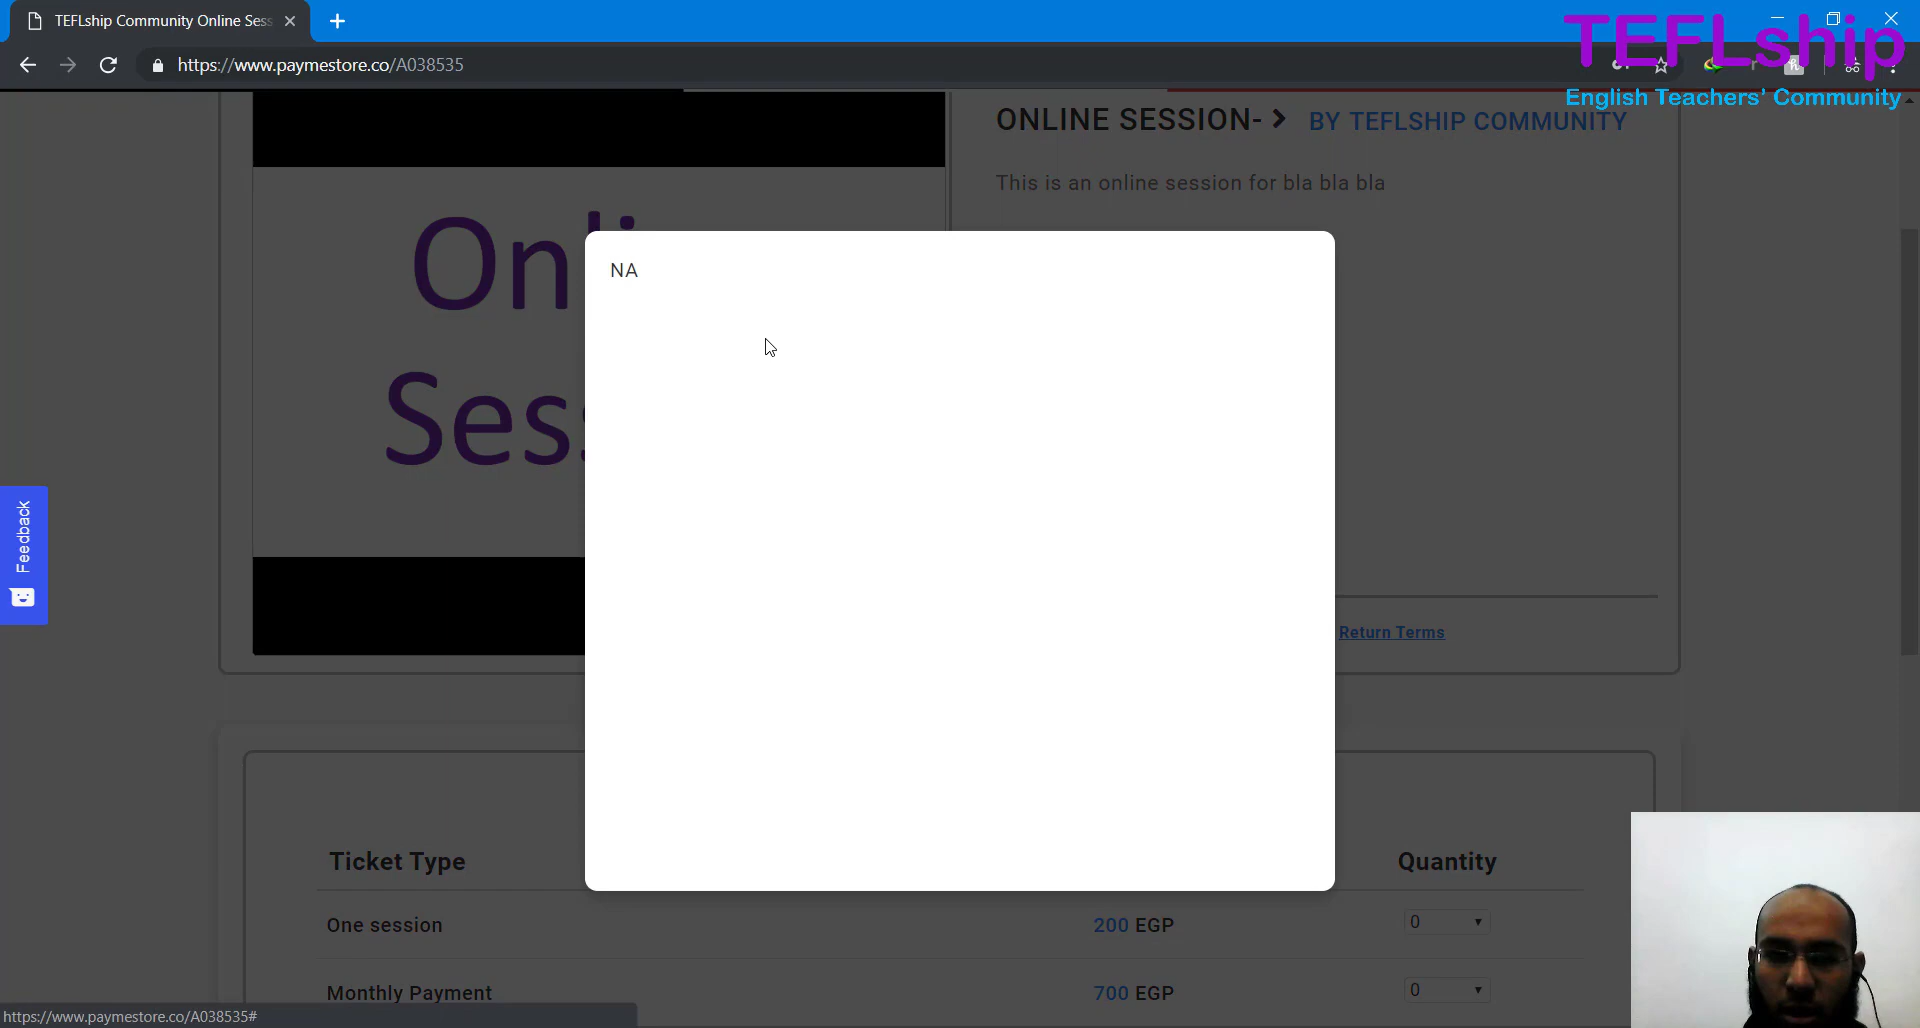 TEFLship Community Online Sess
https://www.paymestore.co/A038535
TEFLship
English Teachers' Community
ONLINE SESSION-
BY TEFLSHIP COMMUNITY
This is an online session for bla bla bla
Onli
Sess
NA
Feedback
Return Terms
Ticket Type
Quantity
One session
200 EGP
0
Monthly Payment
700 EGP
0
https://www.paymestore.co/A038535#